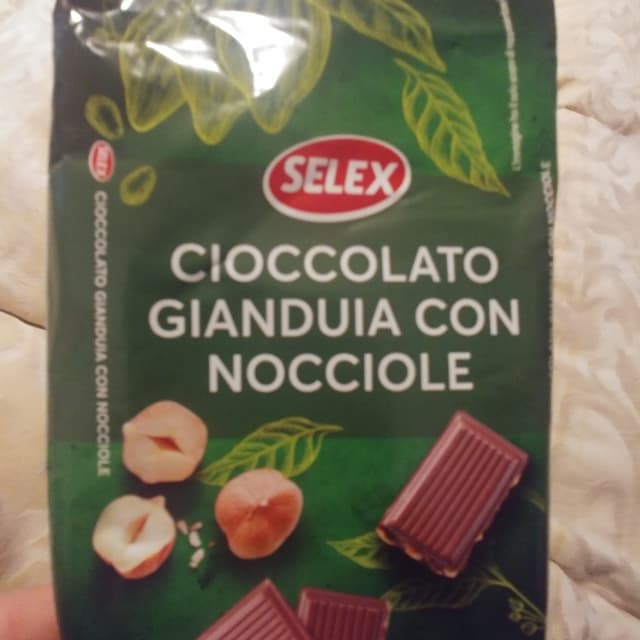 SELEX
CIOCCOLATO
GIANDUIA CON
NOCCIOLE
SELEX CIOCCOLATO GIANDUIA CON NOCCIOLE